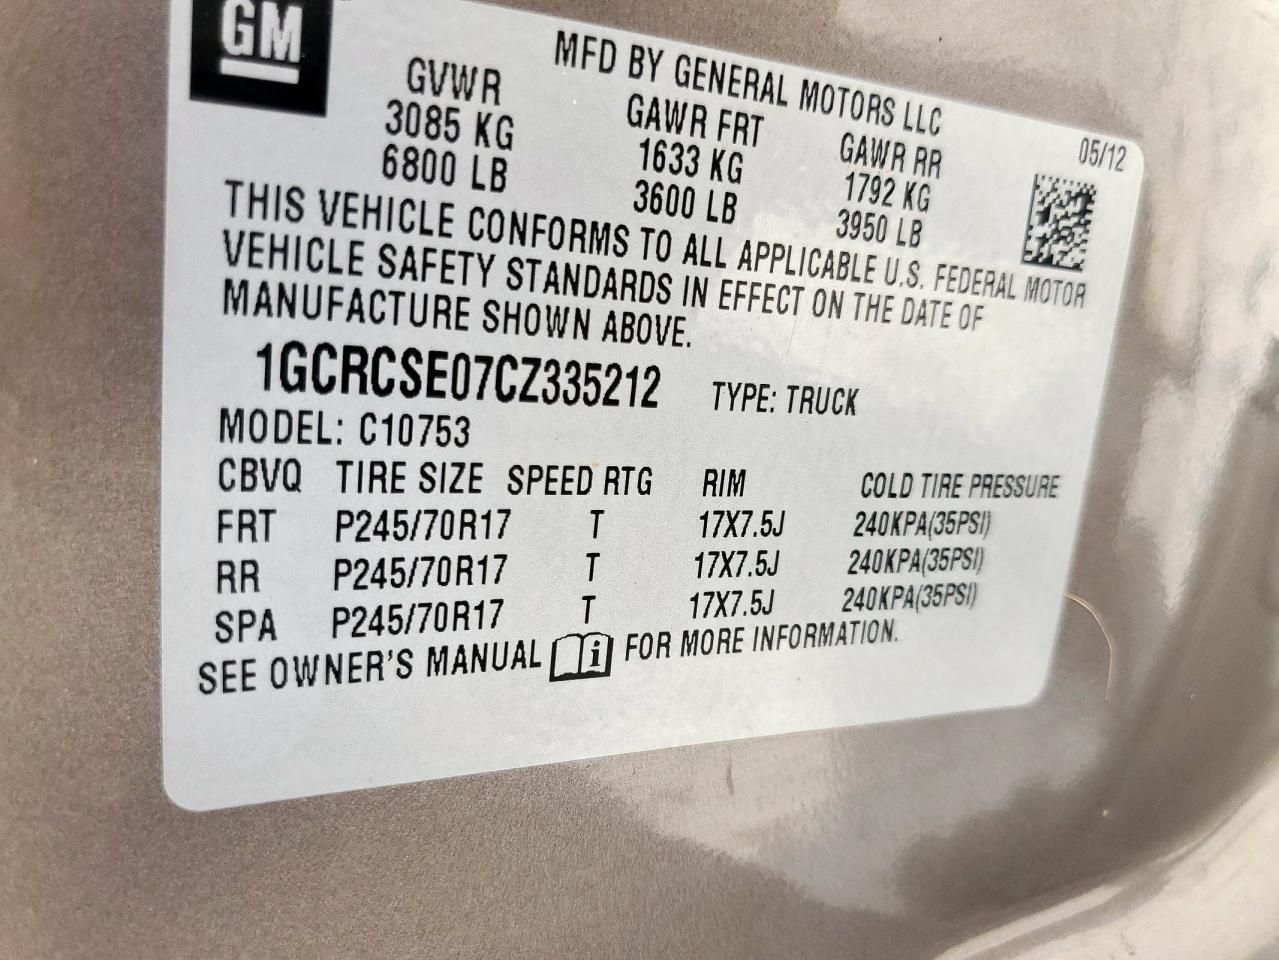 GM
MFD BY GENERAL MOTORS LLC
05/12
GVWR GAWR FRT GAWR RR
3085 KG 1633 KG 1792 KG
6800 LB 3600 LB 3950 LB
THIS VEHICLE CONFORMS TO ALL APPLICABLE U.S. FEDERAL MOTOR
VEHICLE SAFETY STANDARDS IN EFFECT ON THE DATE OF
MANUFACTURE SHOWN ABOVE.
1GCRCSE07CZ335212 TYPE: TRUCK
MODEL: C10753
CBVQ TIRE SIZE SPEED RTG RIM COLD TIRE PRESSURE
FRT P245/70R17 T 17X7.5J 240KPA(35PSI)
RR P245/70R17 T 17X7.5J 240KPA(35PSI)
SPA P245/70R17 T 17X7.5J 240KPA(35PSI)
SEE OWNER'S MANUAL i FOR MORE INFORMATION.